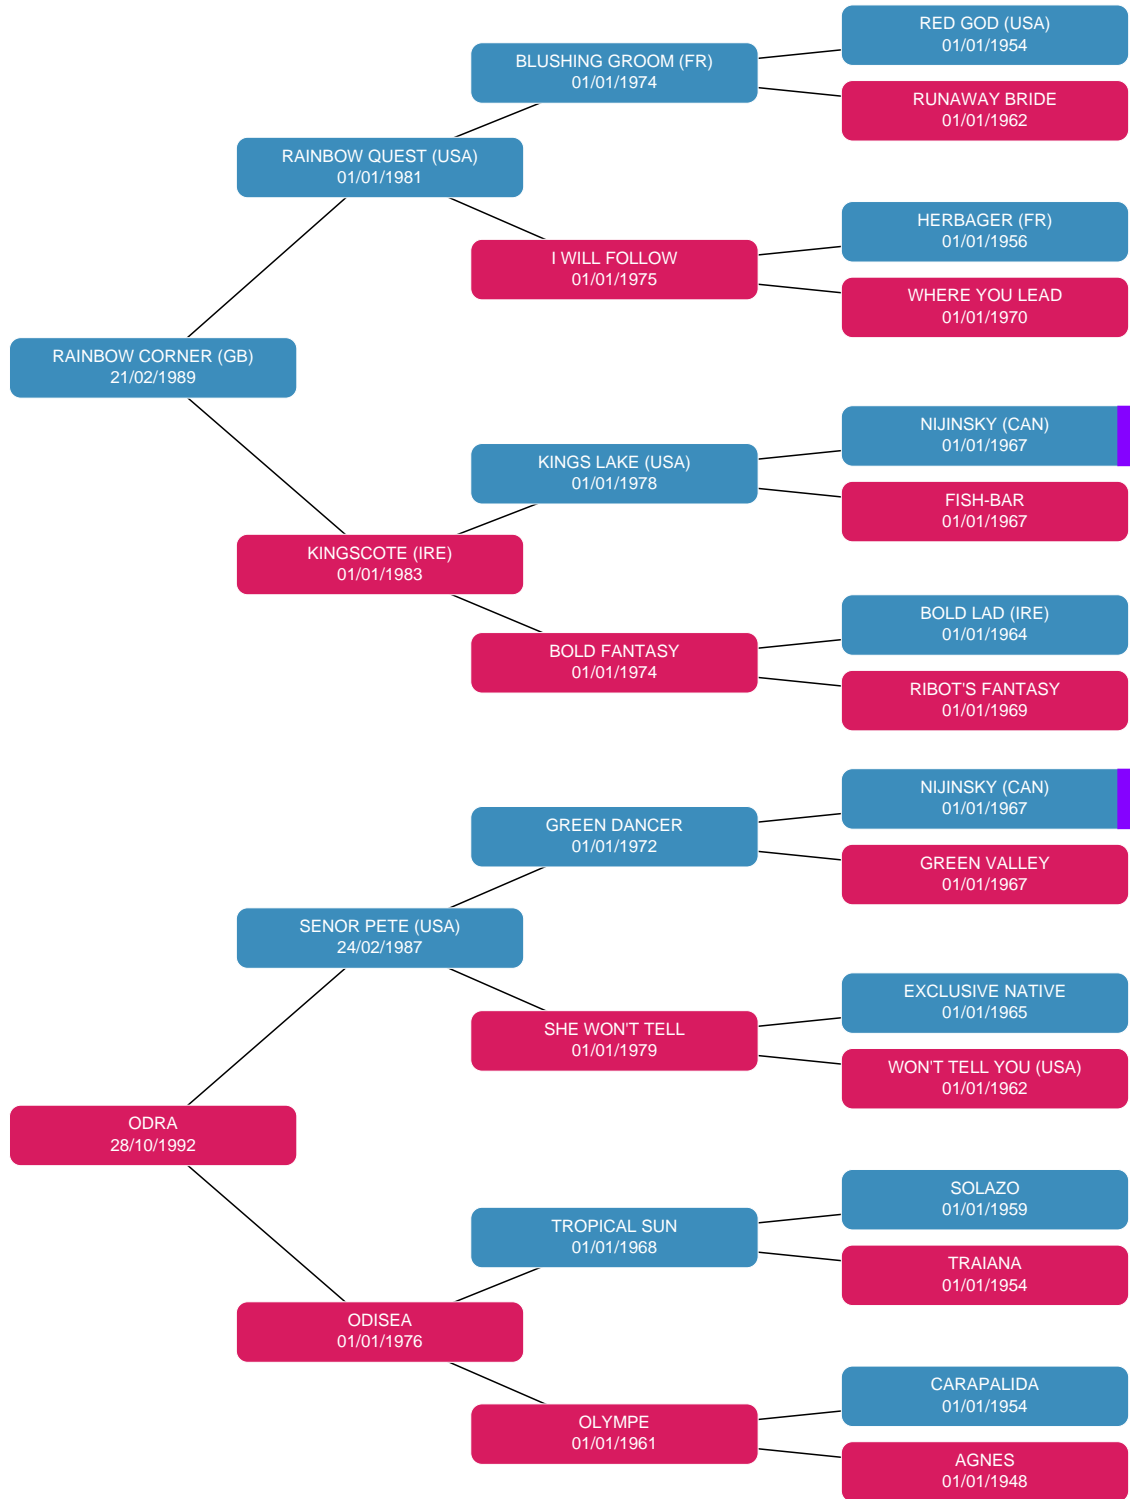 RED GOD (USA)
01/01/1954
BLUSHING GROOM (FR)
01/01/1974
RUNAWAY BRIDE
01/01/1962
RAINBOW QUEST (USA)
01/01/1981
HERBAGER (FR)
01/01/1956
I WILL FOLLOW
01/01/1975
WHERE YOU LEAD
01/01/1970
RAINBOW CORNER (GB)
21/02/1989
NIJINSKY (CAN)
01/01/1967
KINGS LAKE (USA)
01/01/1978
FISH-BAR
01/01/1967
KINGSCOTE (IRE)
01/01/1983
BOLD LAD (IRE)
01/01/1964
BOLD FANTASY
01/01/1974
RIBOT'S FANTASY
01/01/1969
NIJINSKY (CAN)
01/01/1967
GREEN DANCER
01/01/1972
GREEN VALLEY
01/01/1967
SENOR PETE (USA)
24/02/1987
EXCLUSIVE NATIVE
01/01/1965
SHE WON'T TELL
01/01/1979
WON'T TELL YOU (USA)
01/01/1962
ODRA
28/10/1992
SOLAZO
01/01/1959
TROPICAL SUN
01/01/1968
TRAIANA
01/01/1954
ODISEA
01/01/1976
CARAPALIDA
01/01/1954
OLYMPE
01/01/1961
AGNES
01/01/1948